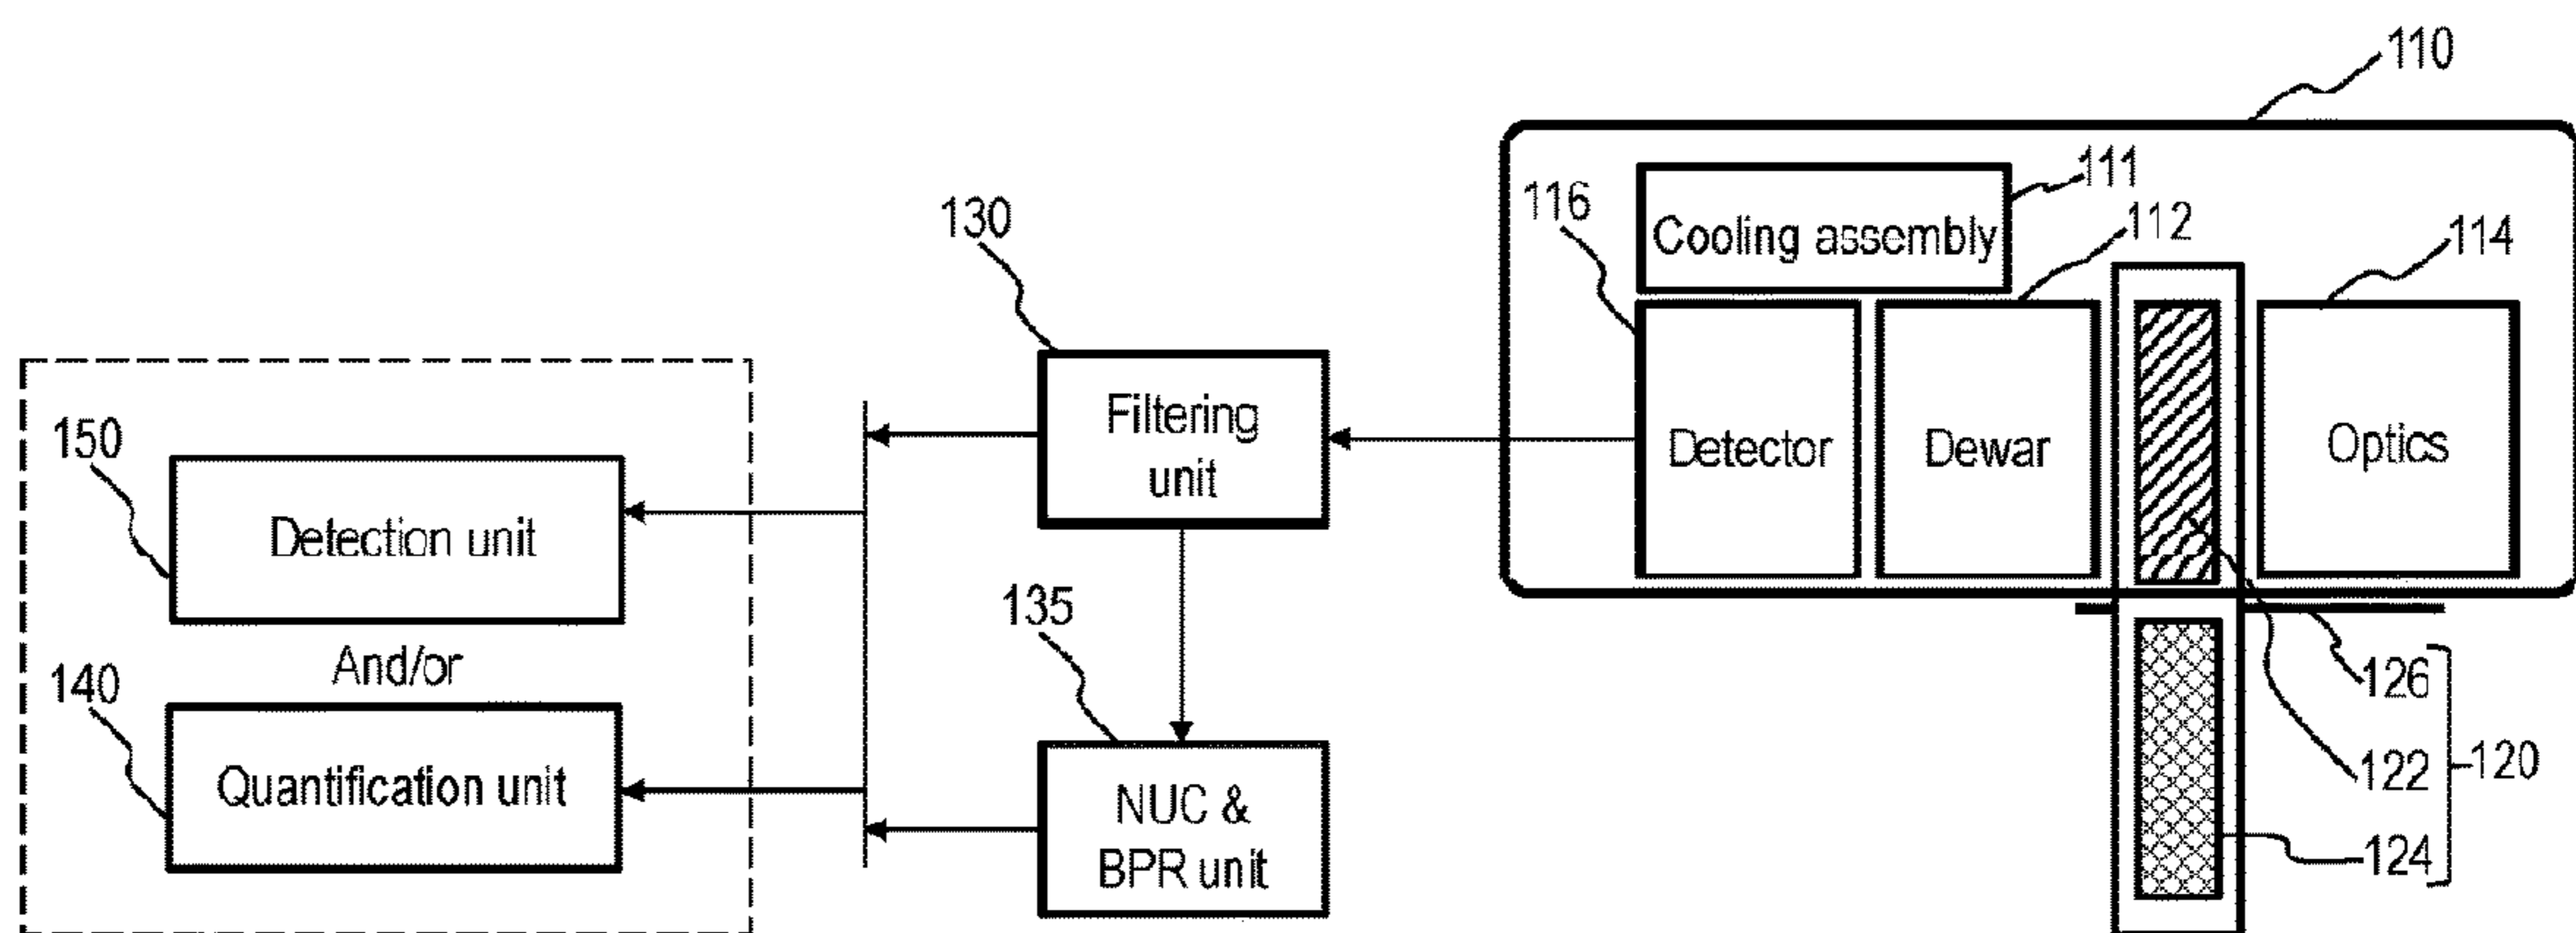 110
111
116
Cooling assembly
112
114
130
Filtering
unit
Detector
Dewar
Optics
150
Detection unit
And/or
140
Quantification unit
135
NUC &
BPR unit
126
122
120
124